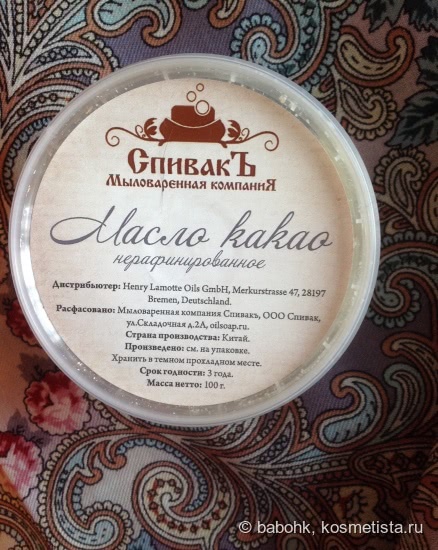 СпивакЪ
Мыловаренная компаниЯ
Масло какао
нерафинированное
Дистрибьютер: Henry Lamotte Oils GmbH, Merkurstrasse 47, 28197
Bremen, Deutschland.
Расфасовано: Мыловаренная компания Спивакъ, ООО Спивак,
ул.Складочная д.2А, oilsoap.ru.
Страна производства: Китай.
Произведено: см. на упаковке.
Хранить в темном прохладном месте.
Срок годности: 3 года.
Масса нетто: 100 г.
© babohk, kosmetista.ru